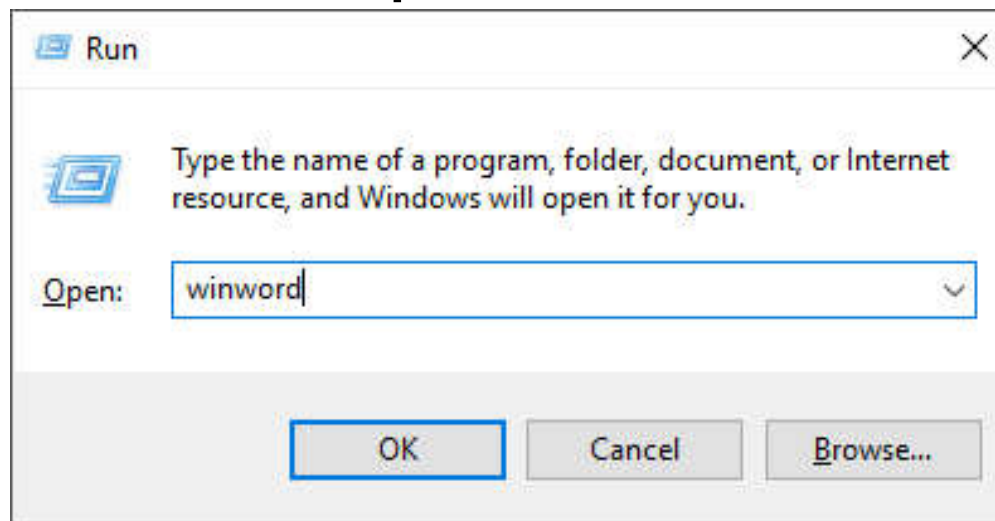 Run
Type the name of a program, folder, document, or Internet
resource, and Windows will open it for you.
Open: winword
OK Cancel Browse...